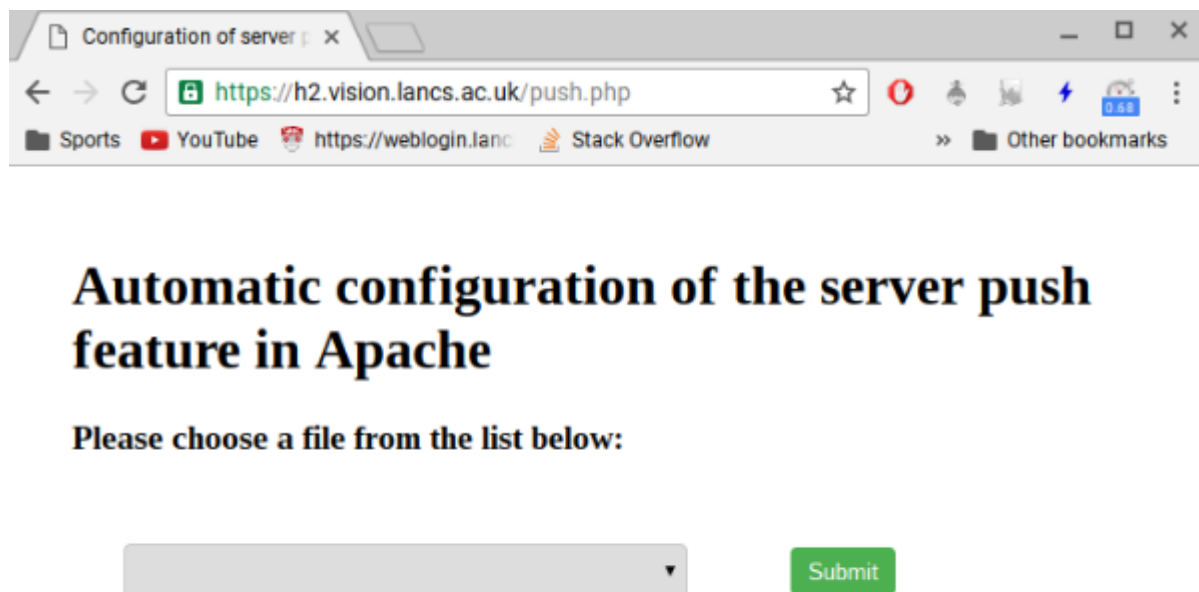 Configuration of server p
https://h2.vision.lancs.ac.uk/push.php
0.68
Sports YouTube https://weblogin.lanc Stack Overflow » Other bookmarks
Automatic configuration of the server push
feature in Apache
Please choose a file from the list below:
Submit